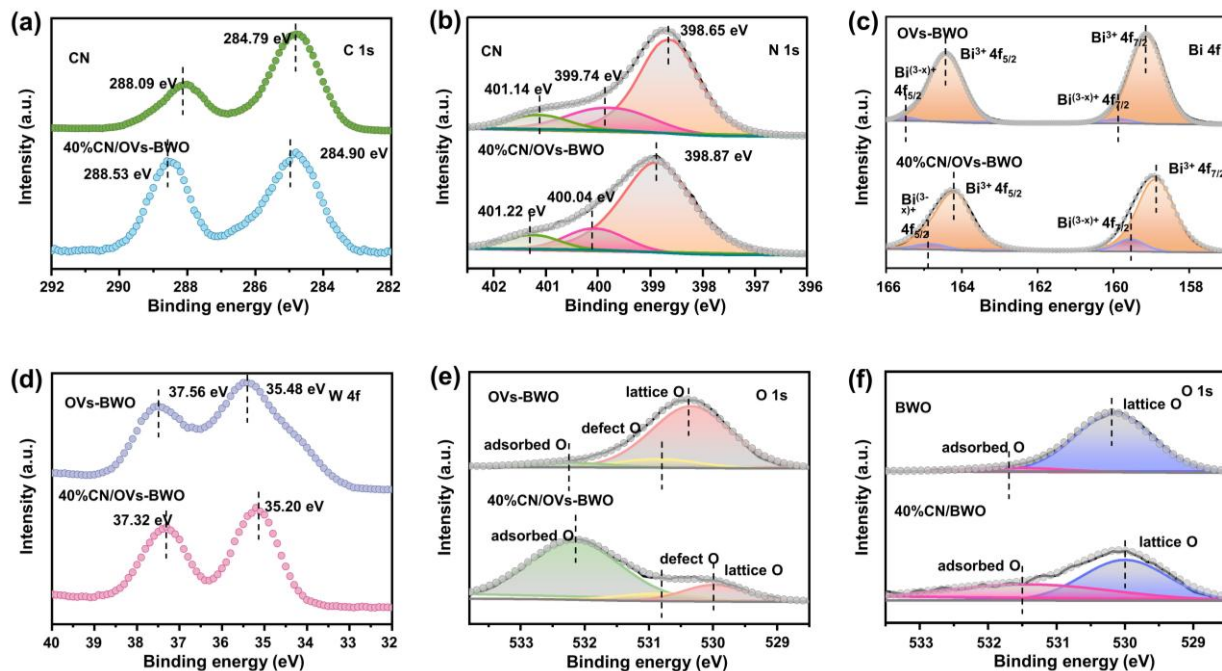 (a)
CN
C 1s
284.79 eV
288.09 eV
40%CN/OVs-BWO
288.53 eV
284.90 eV
Intensity (a.u.)
292 290 288 286 284 282
Binding energy (eV)
(b)
CN
N 1s
398.65 eV
399.74 eV
401.14 eV
40%CN/OVs-BWO
398.87 eV
400.04 eV
401.22 eV
Intensity (a.u.)
402 401 400 399 398 397 396
Binding energy (eV)
(c)
OVs-BWO
Bi 4f
Bi³⁺ 4f₇/₂
Bi³⁺ 4f₅/₂
Bi⁽³⁻ˣ⁾⁺
4f₅/₂
Bi⁽³⁻ˣ⁾⁺ 4f₇/₂
40%CN/OVs-BWO
Bi³⁺ 4f₇/₂
Bi³⁺ 4f₅/₂
Bi⁽³⁻
ˣ⁾⁺
4f₅/₂
Bi⁽³⁻ˣ⁾⁺ 4f₇/₂
Intensity (a.u.)
166 164 162 160 158
Binding energy (eV)
(d)
OVs-BWO
37.56 eV
35.48 eV
W 4f
40%CN/OVs-BWO
37.32 eV
35.20 eV
Intensity (a.u.)
40 39 38 37 36 35 34 33 32
Binding energy (eV)
(e)
OVs-BWO
O 1s
lattice O
defect O
adsorbed O
40%CN/OVs-BWO
adsorbed O
defect O
lattice O
Intensity (a.u.)
533 532 531 530 529
Binding energy (eV)
(f)
BWO
O 1s
lattice O
adsorbed O
40%CN/BWO
lattice O
adsorbed O
Intensity (a.u.)
533 532 531 530 529
Binding energy (eV)